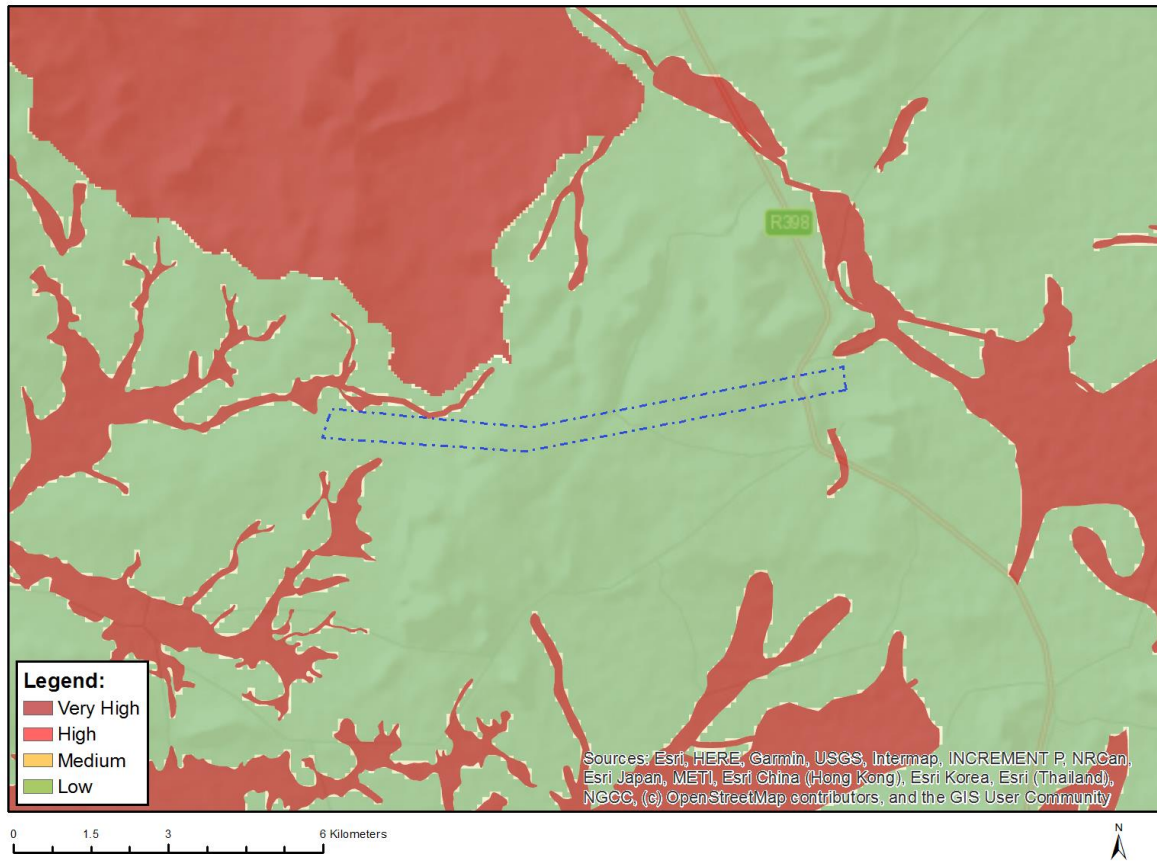 R398
Legend:
Very High
High
Medium
Low
Sources: Esri, HERE, Garmin, USGS, Intermap, INCREMENT P, NRCan,
Esri Japan, METI, Esri China (Hong Kong), Esri Korea, Esri (Thailand),
NGCC, (c) OpenStreetMap contributors, and the GIS User Community
0 1.5 3 6 Kilometers
N